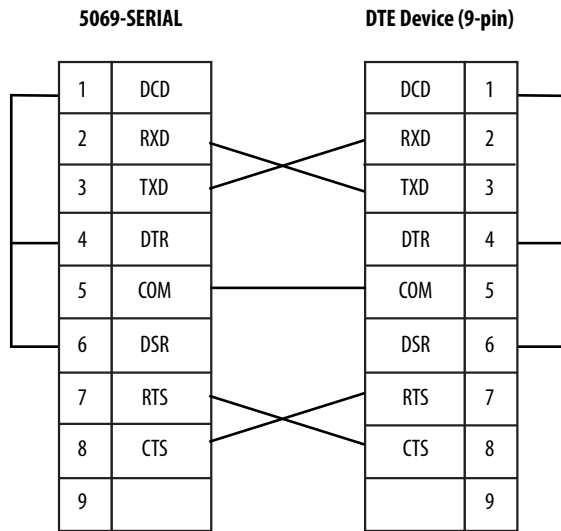 5069-SERIAL DTE Device (9-pin)
1 DCD DCD 1
2 RXD RXD 2
3 TXD TXD 3
4 DTR DTR 4
5 COM COM 5
6 DSR DSR 6
7 RTS RTS 7
8 CTS CTS 8
9 9